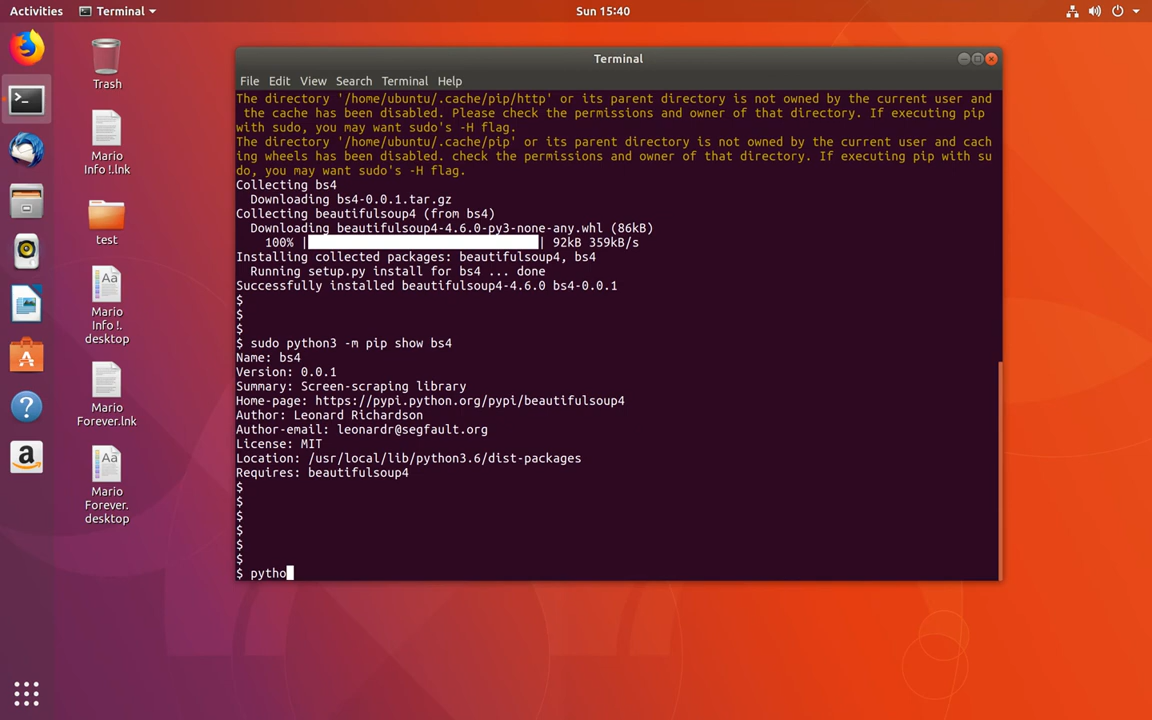 Activities
Terminal
Sun 15:40
Trash
Mario
Info !.lnk
test
Mario
Info !.
desktop
Mario
Forever.lnk
Mario
Forever.
desktop
Terminal
File Edit View Search Terminal Help
The directory '/home/ubuntu/.cache/pip/http' or its parent directory is not owned by the current user and
the cache has been disabled. Please check the permissions and owner of that directory. If executing pip
with sudo, you may want sudo's -H flag.
The directory '/home/ubuntu/.cache/pip' or its parent directory is not owned by the current user and cach
ing wheels has been disabled. check the permissions and owner of that directory. If executing pip with su
do, you may want sudo's -H flag.
Collecting bs4
Downloading bs4-0.0.1.tar.gz
Collecting beautifulsoup4 (from bs4)
Downloading beautifulsoup4-4.6.0-py3-none-any.whl (86kB)
100% |████████████████████████████████| 92kB 359kB/s
Installing collected packages: beautifulsoup4, bs4
Running setup.py install for bs4 ... done
Successfully installed beautifulsoup4-4.6.0 bs4-0.0.1
$
$
$
$ sudo python3 -m pip show bs4
Name: bs4
Version: 0.0.1
Summary: Screen-scraping library
Home-page: https://pypi.python.org/pypi/beautifulsoup4
Author: Leonard Richardson
Author-email: leonardr@segfault.org
License: MIT
Location: /usr/local/lib/python3.6/dist-packages
Requires: beautifulsoup4
$
$
$
$
$
$
$ pytho